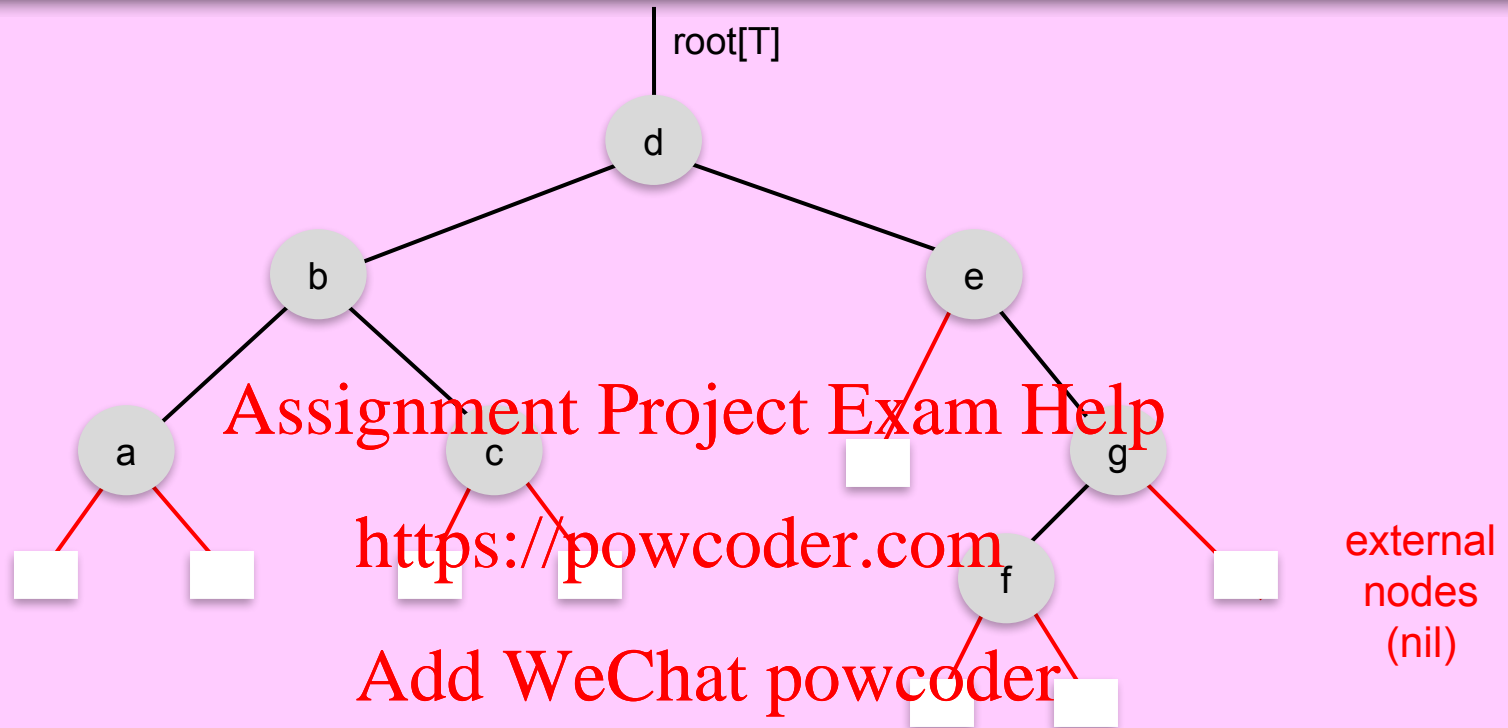 root[T]
d
b
e
Assignment Project Exam Help
a
c
g
https://powcoder.com
f
external
nodes
(nil)
Add WeChat powcoder